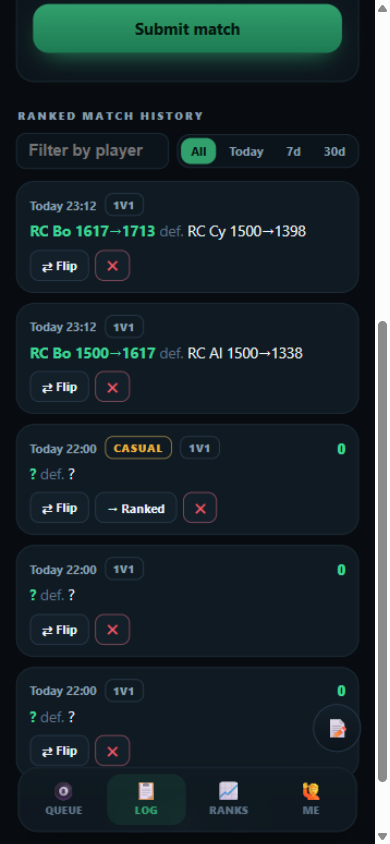 Submit match
RANKED MATCH HISTORY
Filter by player
All Today 7d 30d
Today 23:12 1V1
RC Bo 1617→1713 def. RC Cy 1500→1398
⇄ Flip ✕
Today 23:12 1V1
RC Bo 1500→1617 def. RC Al 1500→1338
⇄ Flip ✕
Today 22:00 CASUAL 1V1 0
? def. ?
⇄ Flip → Ranked ✕
Today 22:00 1V1 0
? def. ?
⇄ Flip ✕
Today 22:00 1V1 0
? def. ?
⇄ Flip ✕
QUEUE LOG RANKS ME